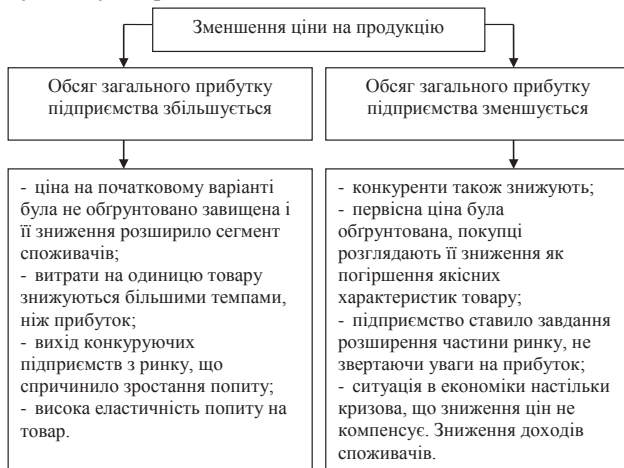 Зменшення ціни на продукцію
Обсяг загального прибутку
підприємства збільшується
Обсяг загального прибутку
підприємства зменшується
- ціна на початковому варіанті
була не обґрунтовано завищена і
її зниження розширило сегмент
споживачів;
- витрати на одиницю товару
знижуються більшими темпами,
ніж прибуток;
- вихід конкуруючих
підприємств з ринку, що
спричинило зростання попиту;
- висока еластичність попиту на
товар.
- конкуренти також знижують;
- первісна ціна була
обґрунтована, покупці
розглядають її зниження як
погіршення якісних
характеристик товару;
- підприємство ставило завдання
розширення частини ринку, не
звертаючи уваги на прибуток;
- ситуація в економіки настільки
кризова, що зниження цін не
компенсує. Зниження доходів
споживачів.